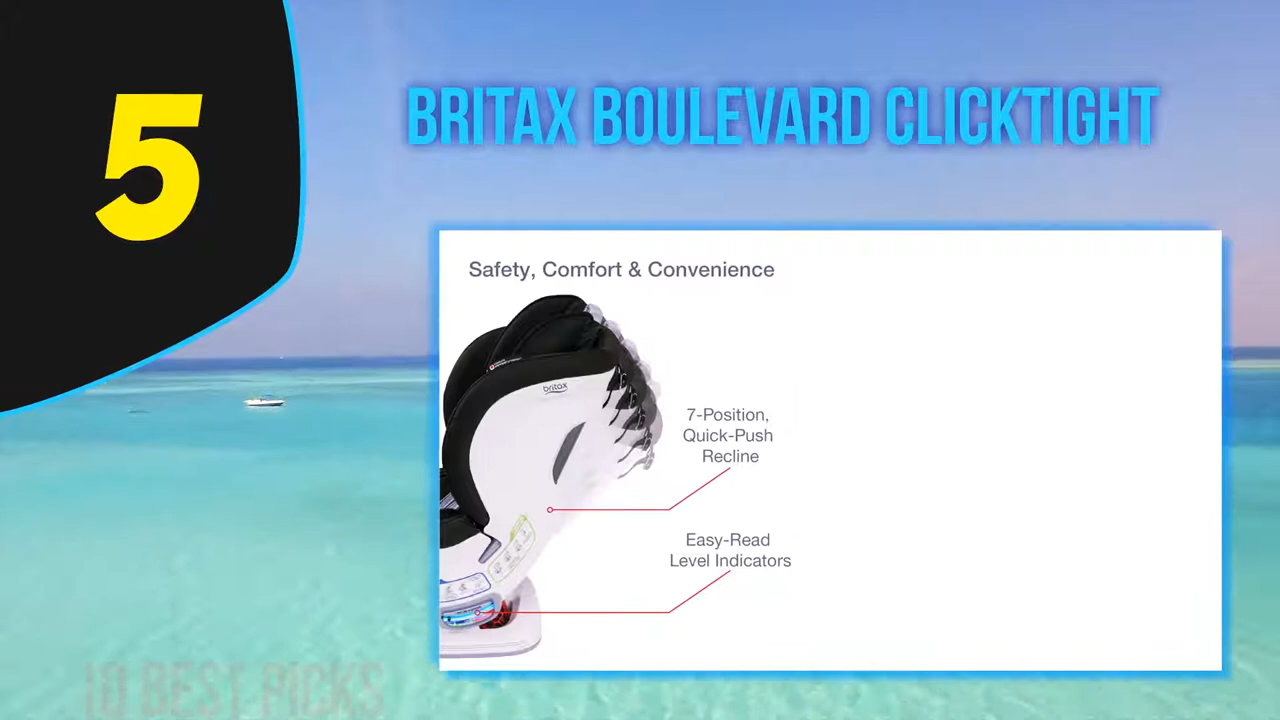 5
BRITAX BOULEVARD CLICKTIGHT
Safety, Comfort & Convenience
britax
7-Position,
Quick-Push
Recline
Easy-Read
Level Indicators
10 BEST PICKS